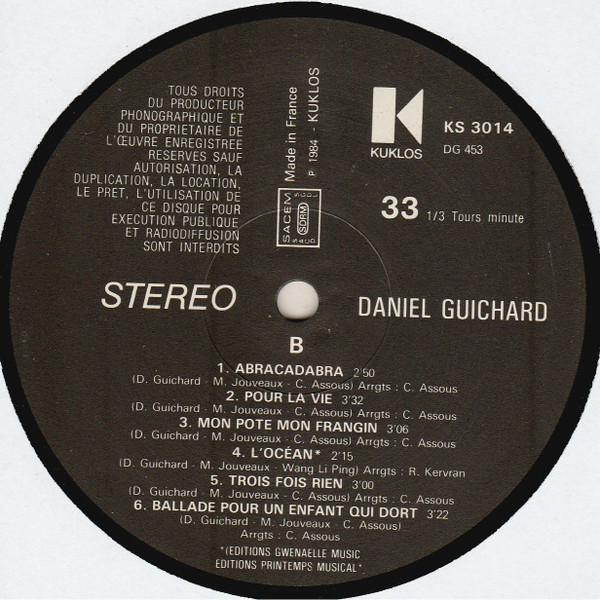 TOUS DROITS
DU PRODUCTEUR
PHONOGRAPHIQUE ET
DU PROPRIETAIRE DE
L'ŒUVRE ENREGISTREE
RESERVES SAUF
AUTORISATION, LA
DUPLICATION, LA LOCATION,
LE PRET, L'UTILISATION DE
CE DISQUE POUR
EXECUTION PUBLIQUE
ET RADIODIFFUSION
SONT INTERDITS
Made in France
P 1984 - KUKLOS
SACEM
SDRM
SACD
SCDL
KUKLOS
KS 3014
DG 453
33 1/3 Tours minute
STEREO
DANIEL GUICHARD
B
1. ABRACADABRA 2'50
(D. Guichard - M. Jouveaux - C. Assous) Arrgts : C. Assous
2. POUR LA VIE 3'32
(D. Guichard - M. Jouveaux - C. Assous) Arrgts : C. Assous
3. MON POTE MON FRANGIN 3'06
(D. Guichard - M. Jouveaux - C. Assous) Arrgts : C. Assous
4. L'OCÉAN* 2'15
(D. Guichard - M. Jouveaux - Wang Li Ping) Arrgts : R. Kervran
5. TROIS FOIS RIEN 3'00
(D. Guichard - M. Jouveaux - C. Assous) Arrgts : C. Assous
6. BALLADE POUR UN ENFANT QUI DORT 3'22
(D. Guichard - M. Jouveaux - C. Assous)
Arrgts : C. Assous
*(EDITIONS GWENAELLE MUSIC
EDITIONS PRINTEMPS MUSICAL*